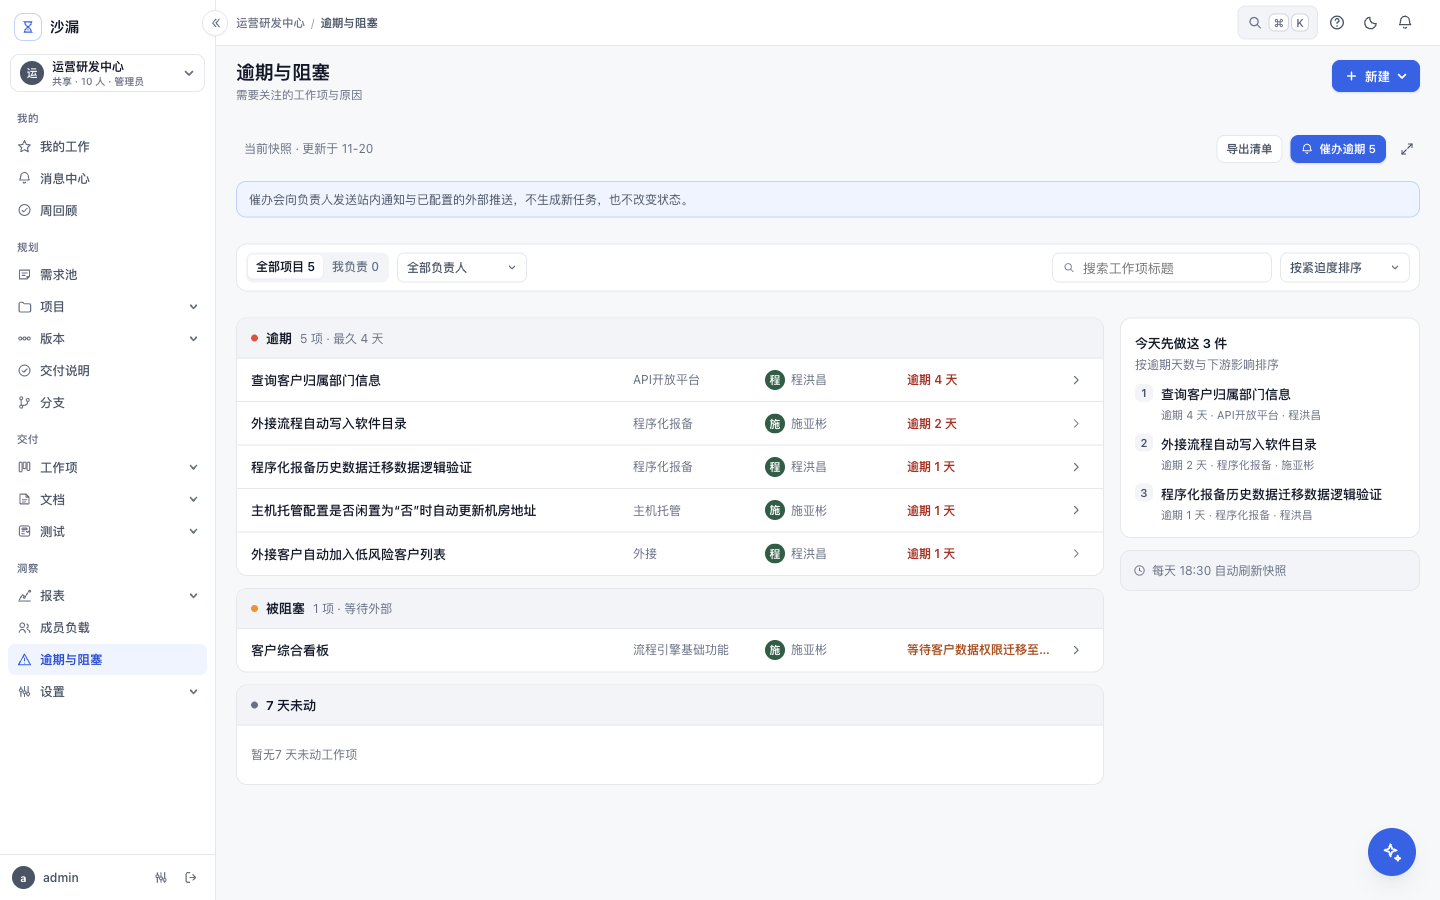 沙漏
运
运营研发中心
共享 · 10 人 · 管理员
我的
我的工作
消息中心
周回顾
规划
需求池
项目
版本
交付说明
分支
交付
工作项
文档
测试
洞察
报表
成员负载
逾期与阻塞
设置
a admin
运营研发中心 / 逾期与阻塞
⌘ K
逾期与阻塞
需要关注的工作项与原因
新建
当前快照 · 更新于 11-20
导出清单
催办逾期 5
催办会向负责人发送站内通知与已配置的外部推送，不生成新任务，也不改变状态。
全部项目 5 我负责 0 全部负责人
搜索工作项标题
按紧迫度排序
逾期 5 项 · 最久 4 天
查询客户归属部门信息 API开放平台 程 程洪昌 逾期 4 天
外接流程自动写入软件目录 程序化报备 施 施亚彬 逾期 2 天
程序化报备历史数据迁移数据逻辑验证 程序化报备 程 程洪昌 逾期 1 天
主机托管配置是否闲置为“否”时自动更新机房地址 主机托管 施 施亚彬 逾期 1 天
外接客户自动加入低风险客户列表 外接 程 程洪昌 逾期 1 天
被阻塞 1 项 · 等待外部
客户综合看板 流程引擎基础功能 施 施亚彬 等待客户数据权限迁移至...
7 天未动
暂无7 天未动工作项
今天先做这 3 件
按逾期天数与下游影响排序
1 查询客户归属部门信息
逾期 4 天 · API开放平台 · 程洪昌
2 外接流程自动写入软件目录
逾期 2 天 · 程序化报备 · 施亚彬
3 程序化报备历史数据迁移数据逻辑验证
逾期 1 天 · 程序化报备 · 程洪昌
每天 18:30 自动刷新快照